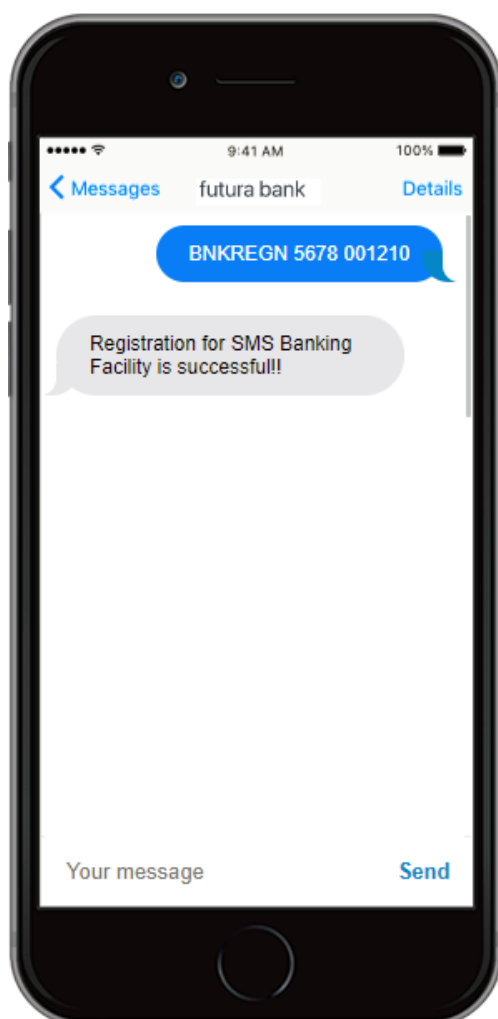 9:41 AM
100%
Messages
futura bank
Details
BNKREGN 5678 001210
Registration for SMS Banking
Facility is successful!!
Your message
Send